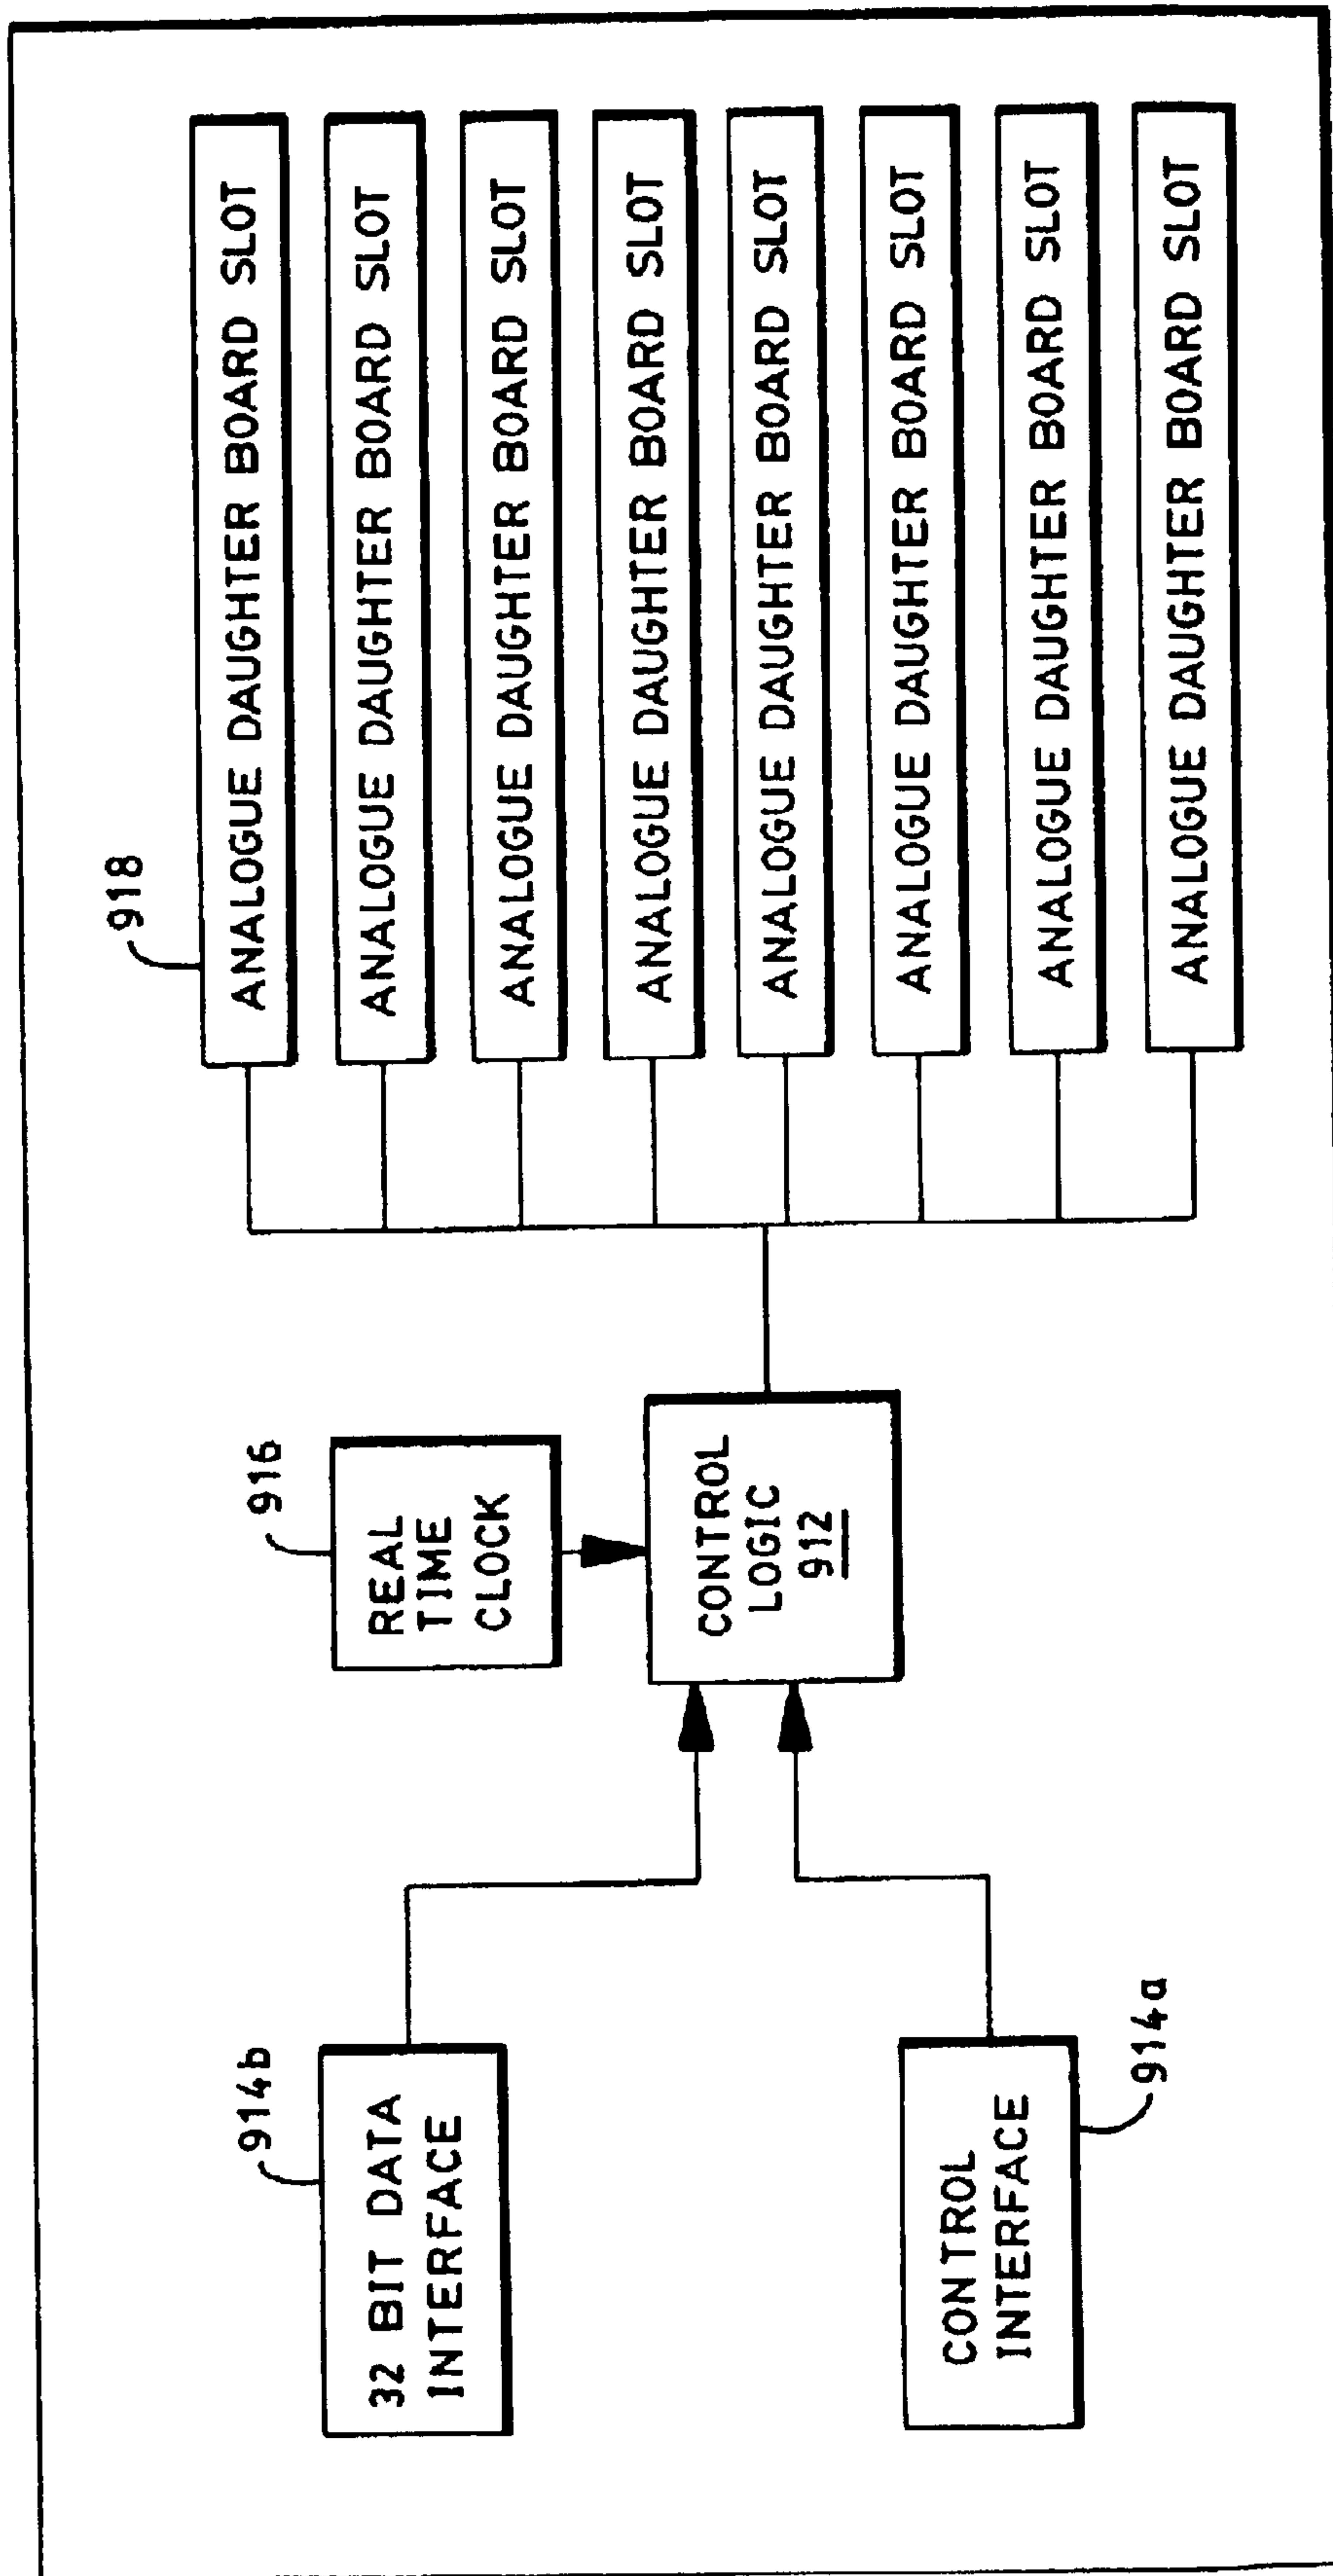 918
ANALOGUE DAUGHTER BOARD SLOT
ANALOGUE DAUGHTER BOARD SLOT
ANALOGUE DAUGHTER BOARD SLOT
ANALOGUE DAUGHTER BOARD SLOT
ANALOGUE DAUGHTER BOARD SLOT
ANALOGUE DAUGHTER BOARD SLOT
ANALOGUE DAUGHTER BOARD SLOT
ANALOGUE DAUGHTER BOARD SLOT
916
REAL
TIME
CLOCK
CONTROL
LOGIC
912
914b
32 BIT DATA
INTERFACE
CONTROL
INTERFACE
914a